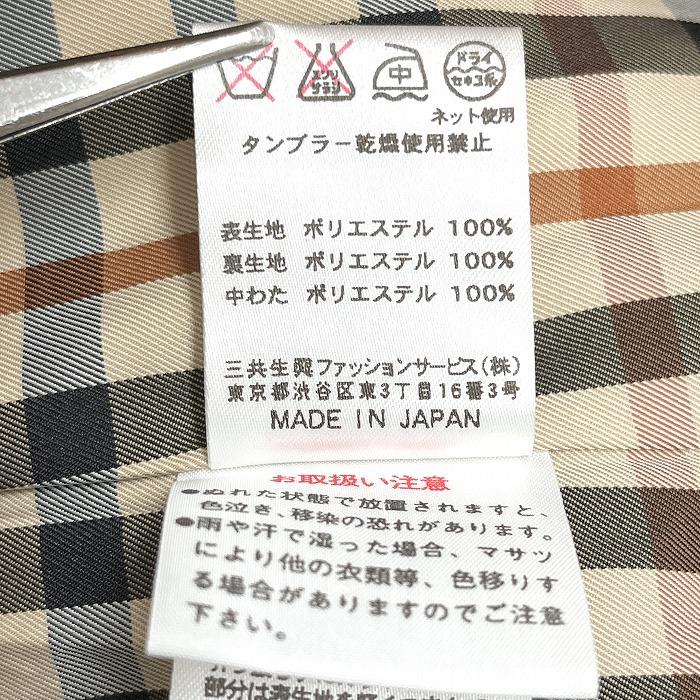 エンソ
サラシ
中
ドライ
セキユ系
ネット使用
タンブラー乾燥使用禁止
表生地 ポリエステル 100%
裏生地 ポリエステル 100%
中わた ポリエステル 100%
三共生興ファッションサービス(株)
東京都渋谷区東3丁目16番3号
MADE IN JAPAN
お取扱い注意
●ぬれた状態で放置されますと、
色泣き、移染の恐れがあります。
●雨や汗で湿った場合、マサツ
により他の衣類等、色移りす
る場合がありますのでご注意
下さい。
部分は表生地を